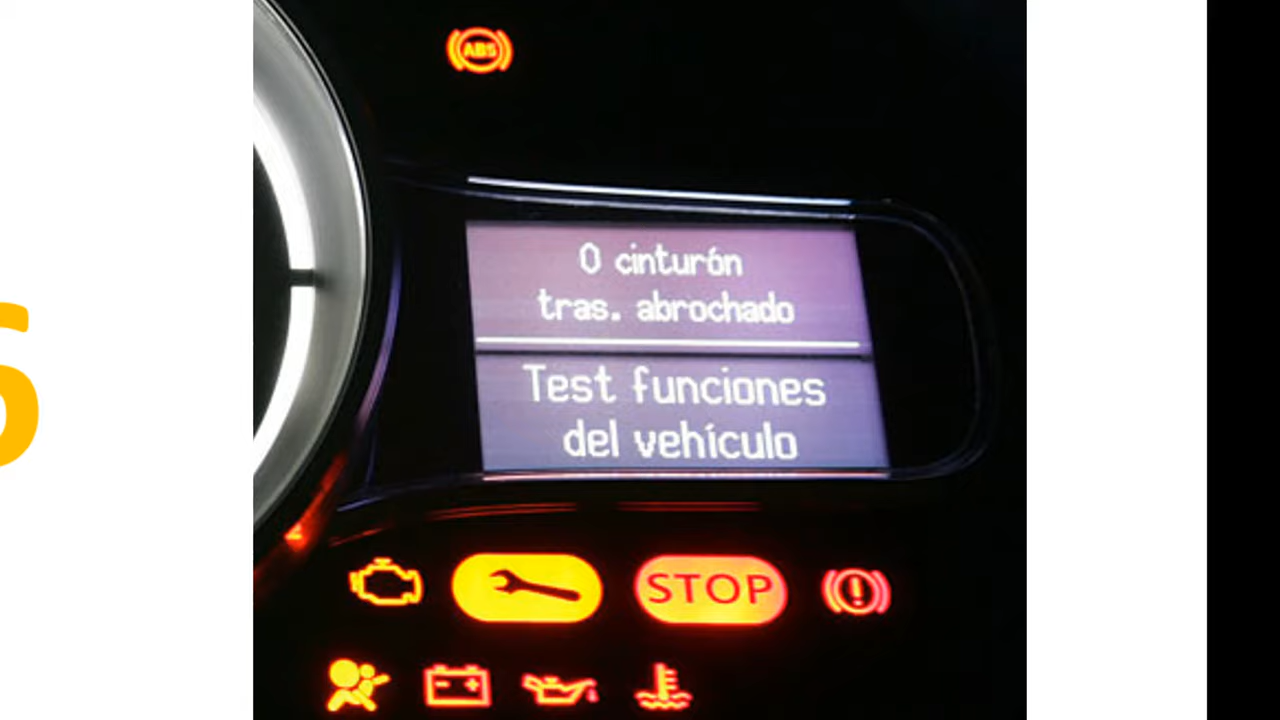 ABS
0 cinturón
tras. abrochado
Test funciones
del vehículo
STOP